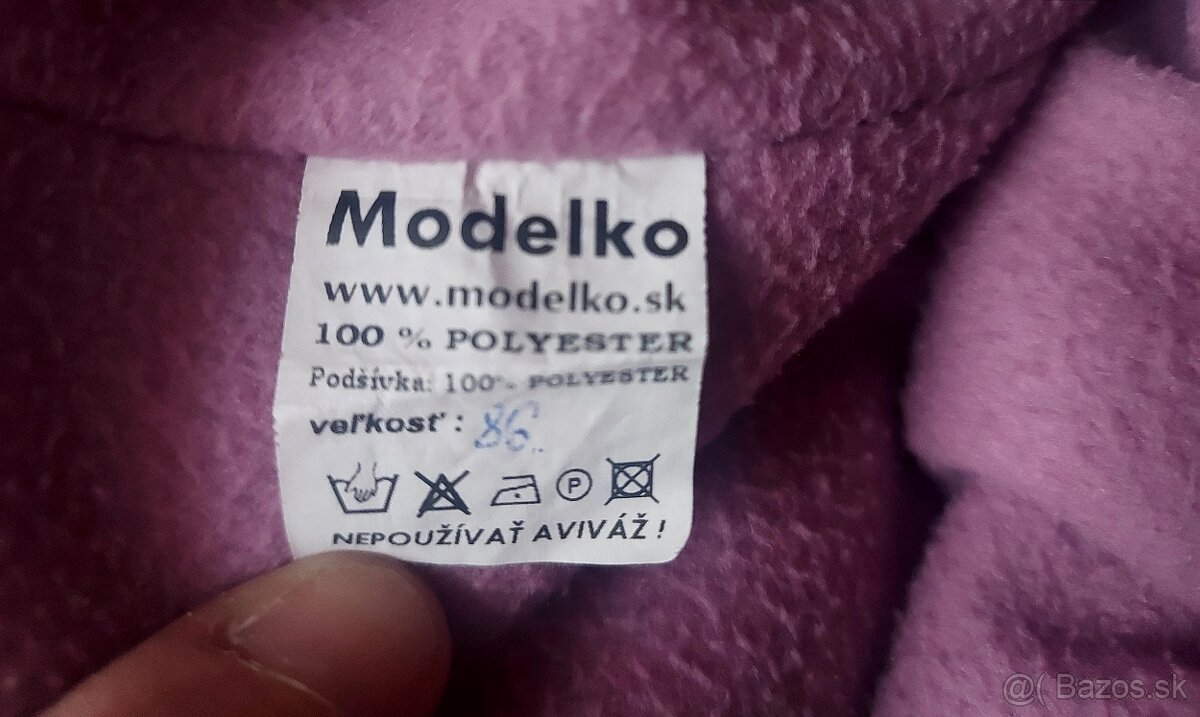 Modelko
www.modelko.sk
100 % POLYESTER
Podšívka: 100% POLYESTER
veľkosť : 86
P
NEPOUŽÍVAŤ AVIVÁŽ !
@( Bazos.sk